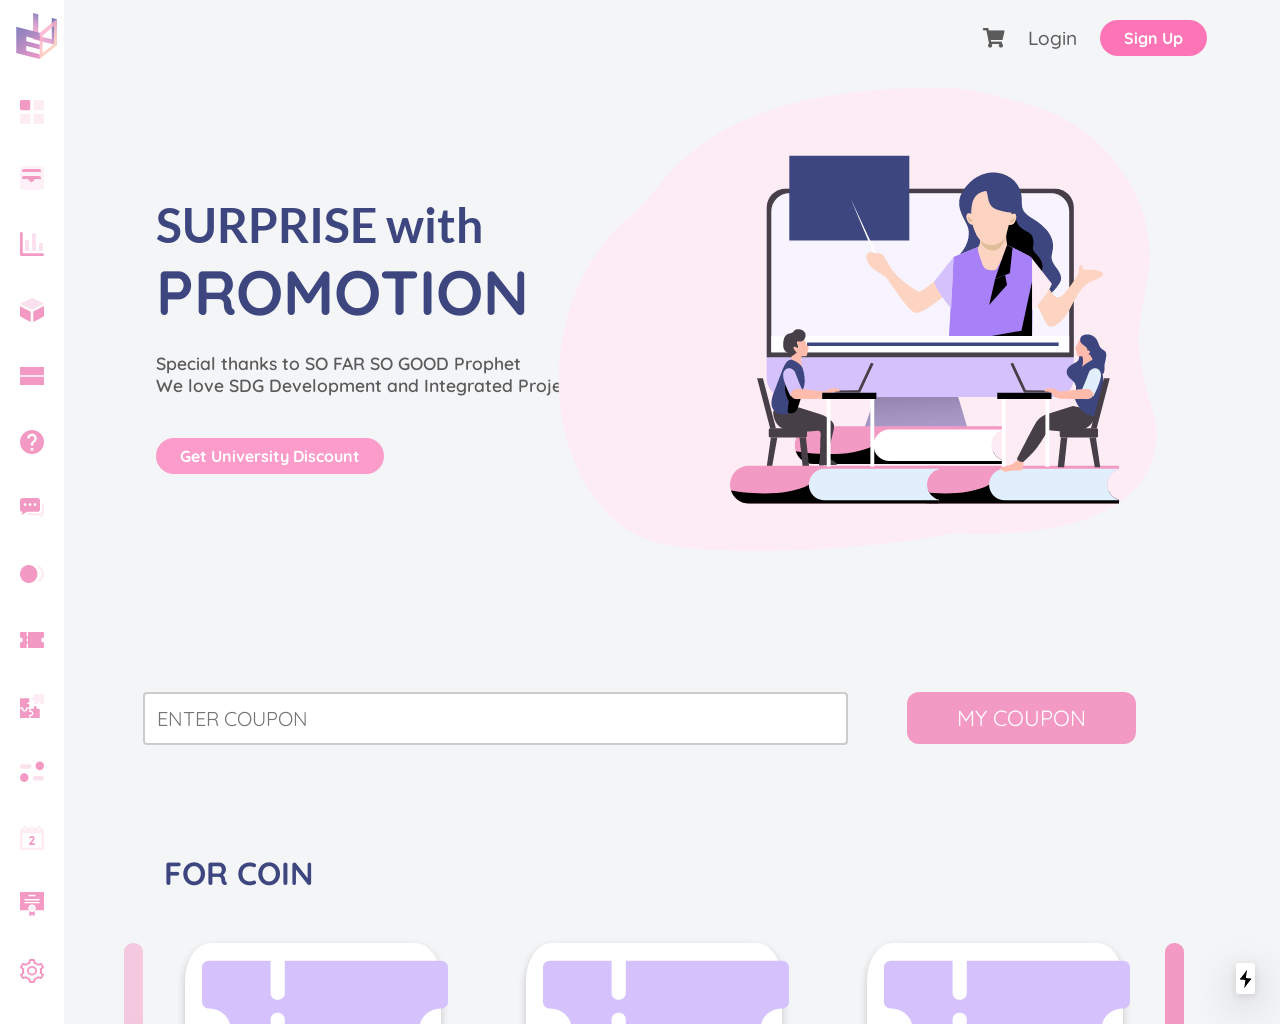 Login
Sign Up
SURPRISE with
PROMOTION
Special thanks to SO FAR SO GOOD Prophet
We love SDG Development and Integrated Proje
Get University Discount
ENTER COUPON
MY COUPON
2
FOR COIN